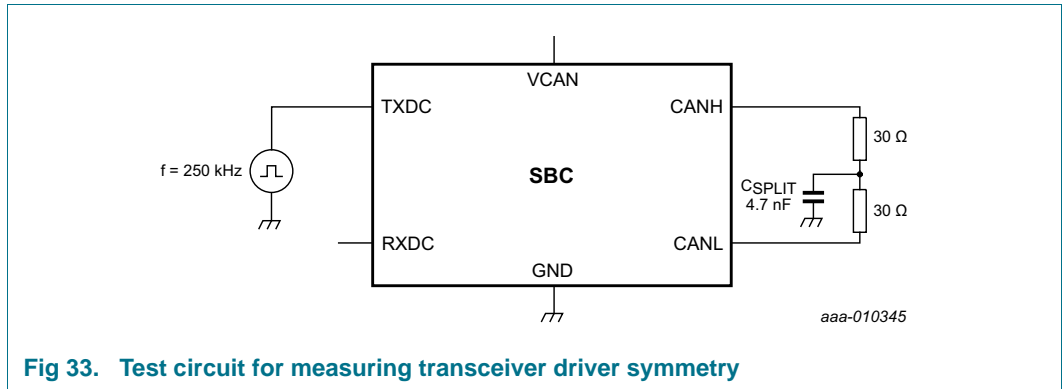 VCAN
TXDC
CANH
30 Ω
f = 250 kHz
SBC
CSPLIT
4.7 nF
30 Ω
RXDC
CANL
GND
aaa-010345
Fig 33. Test circuit for measuring transceiver driver symmetry